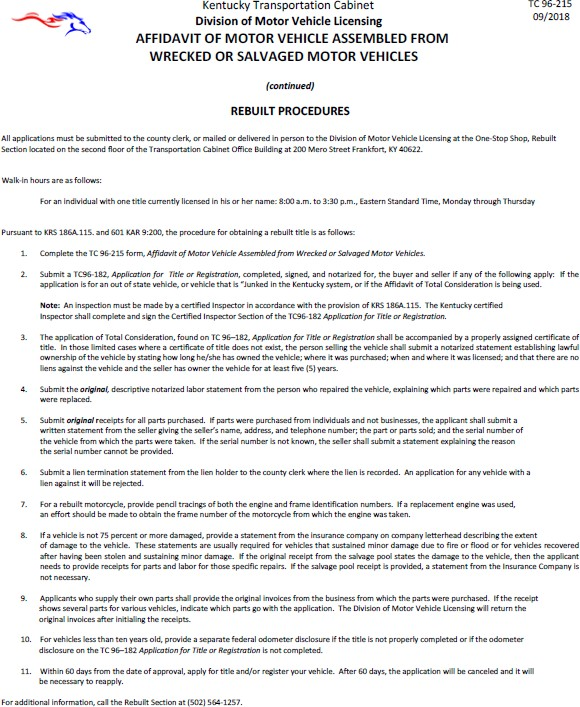 Kentucky Transportation Cabinet
TC 96-215
Division of Motor Vehicle Licensing
09/2018
AFFIDAVIT OF MOTOR VEHICLE ASSEMBLED FROM
WRECKED OR SALVAGED MOTOR VEHICLES
(continued)
REBUILT PROCEDURES
All applications must be submitted to the county clerk, or mailed or delivered in person to the Division of Motor Vehicle Licensing at the One-Stop Shop, Rebuilt
Section located on the second floor of the Transportation Cabinet Office Building at 200 Mero Street Frankfort, KY 40622.
Walk-in hours are as follows:
For an individual with one title currently licensed in his or her name: 8:00 a.m. to 3:30 p.m., Eastern Standard Time, Monday through Thursday
Pursuant to KRS 186A.115. and 601 KAR 9:200, the procedure for obtaining a rebuilt title is as follows:
1. Complete the TC 96-215 form, Affidavit of Motor Vehicle Assembled from Wrecked or Salvaged Motor Vehicles.
2. Submit a TC96-182, Application for Title or Registration, completed, signed, and notarized for, the buyer and seller if any of the following apply: If the
application is for an out of state vehicle, or vehicle that is "Junked in the Kentucky system, or if the Affidavit of Total Consideration is being used.
Note: An inspection must be made by a certified Inspector in accordance with the provision of KRS 186A.115. The Kentucky certified
Inspector shall complete and sign the Certified Inspector Section of the TC96-182 Application for Title or Registration.
3. The application of Total Consideration, found on TC 96–182, Application for Title or Registration shall be accompanied by a properly assigned certificate of
title. In those limited cases where a certificate of title does not exist, the person selling the vehicle shall submit a notarized statement establishing lawful
ownership of the vehicle by stating how long he/she has owned the vehicle; where it was purchased; when and where it was licensed; and that there are no
liens against the vehicle and the seller has owner the vehicle for at least five (5) years.
4. Submit the original, descriptive notarized labor statement from the person who repaired the vehicle, explaining which parts were repaired and which parts
were replaced.
5. Submit original receipts for all parts purchased. If parts were purchased from individuals and not businesses, the applicant shall submit a
written statement from the seller giving the seller's name, address, and telephone number; the part or parts sold; and the serial number of
the vehicle from which the parts were taken. If the serial number is not known, the seller shall submit a statement explaining the reason
the serial number cannot be provided.
6. Submit a lien termination statement from the lien holder to the county clerk where the lien is recorded. An application for any vehicle with a
lien against it will be rejected.
7. For a rebuilt motorcycle, provide pencil tracings of both the engine and frame identification numbers. If a replacement engine was used,
an effort should be made to obtain the frame number of the motorcycle from which the engine was taken.
8. If a vehicle is not 75 percent or more damaged, provide a statement from the insurance company on company letterhead describing the extent
of damage to the vehicle. These statements are usually required for vehicles that sustained minor damage due to fire or flood or for vehicles recovered
after having been stolen and sustaining minor damage. If the original receipt from the salvage pool states the damage to the vehicle, then the applicant
needs to provide receipts for parts and labor for those specific repairs. If the salvage pool receipt is provided, a statement from the Insurance Company is
not necessary.
9. Applicants who supply their own parts shall provide the original invoices from the business from which the parts were purchased. If the receipt
shows several parts for various vehicles, indicate which parts go with the application. The Division of Motor Vehicle Licensing will return the
original invoices after initialing the receipts.
10. For vehicles less than ten years old, provide a separate federal odometer disclosure if the title is not properly completed or if the odometer
disclosure on the TC 96–182 Application for Title or Registration is not completed.
11. Within 60 days from the date of approval, apply for title and/or register your vehicle. After 60 days, the application will be canceled and it will
be necessary to reapply.
For additional information, call the Rebuilt Section at (502) 564-1257.